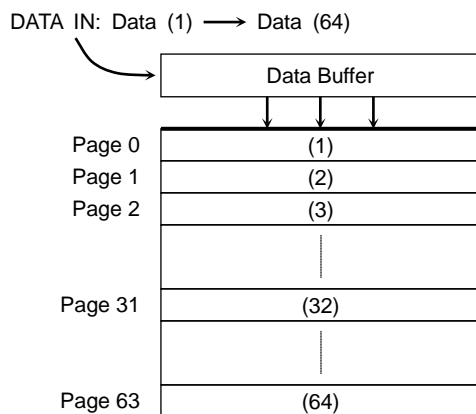 DATA IN: Data (1) → Data (64)
Data Buffer
Page 0 (1)
Page 1 (2)
Page 2 (3)
Page 31 (32)
Page 63 (64)